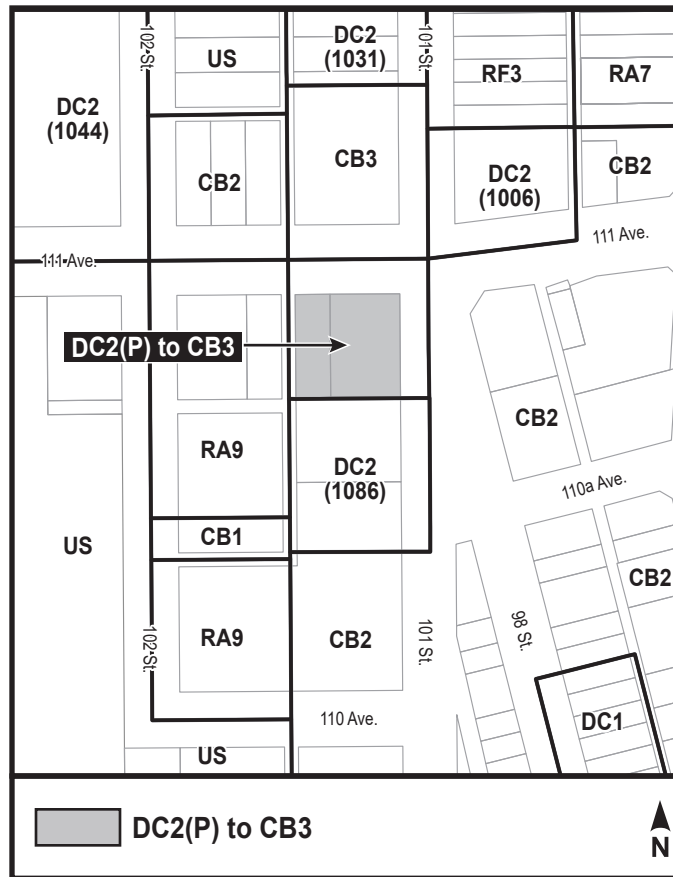 102 St.
US
DC2
(1031)
101 St.
RF3
RA7
DC2
(1044)
CB2
CB3
DC2
(1006)
CB2
111 Ave.
111 Ave.
DC2(P) to CB3
CB2
RA9
DC2
(1086)
110a Ave.
US
CB1
CB2
102 St.
RA9
CB2
101 St.
98 St.
110 Ave.
DC1
US
DC2(P) to CB3
N